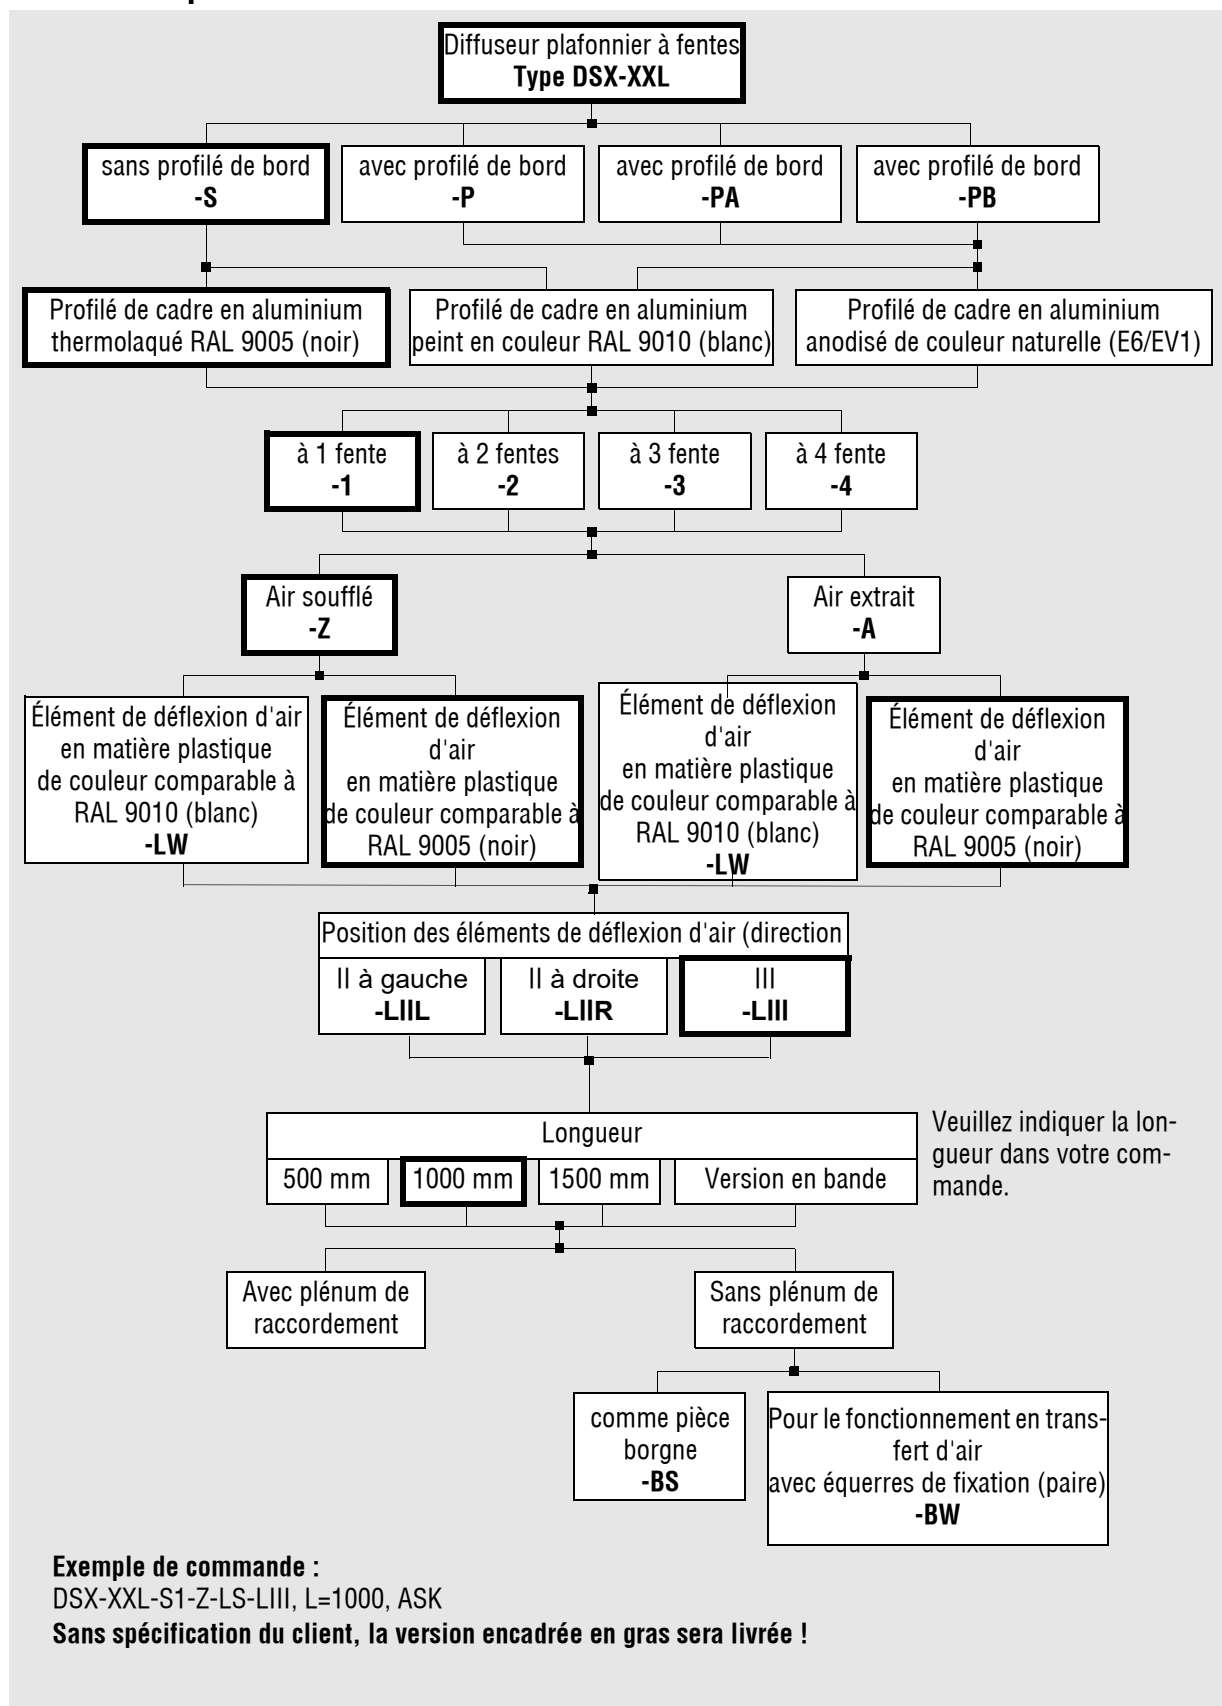 Diffuseur plafonnier à fentes
Type DSX-XXL
sans profilé de bord
-S
avec profilé de bord
-P
avec profilé de bord
-PA
avec profilé de bord
-PB
Profilé de cadre en aluminium
thermolaqué RAL 9005 (noir)
Profilé de cadre en aluminium
peint en couleur RAL 9010 (blanc)
Profilé de cadre en aluminium
anodisé de couleur naturelle (E6/EV1)
à 1 fente
-1
à 2 fentes
-2
à 3 fente
-3
à 4 fente
-4
Air soufflé
-Z
Air extrait
-A
Élément de déflexion d'air
en matière plastique
de couleur comparable à
RAL 9010 (blanc)
-LW
Élément de déflexion
d'air
en matière plastique
de couleur comparable à
RAL 9005 (noir)
Élément de déflexion
d'air
en matière plastique
de couleur comparable à
RAL 9010 (blanc)
-LW
Élément de déflexion
d'air
en matière plastique
de couleur comparable à
RAL 9005 (noir)
Position des éléments de déflexion d'air (direction
II à gauche
-LIIL
II à droite
-LIIR
III
-LIII
Longueur
500 mm
1000 mm
1500 mm
Version en bande
Veuillez indiquer la lon-
gueur dans votre com-
mande.
Avec plénum de
raccordement
Sans plénum de
raccordement
comme pièce
borgne
-BS
Pour le fonctionnement en trans-
fert d'air
avec équerres de fixation (paire)
-BW
Exemple de commande :
DSX-XXL-S1-Z-LS-LIII, L=1000, ASK
Sans spécification du client, la version encadrée en gras sera livrée !